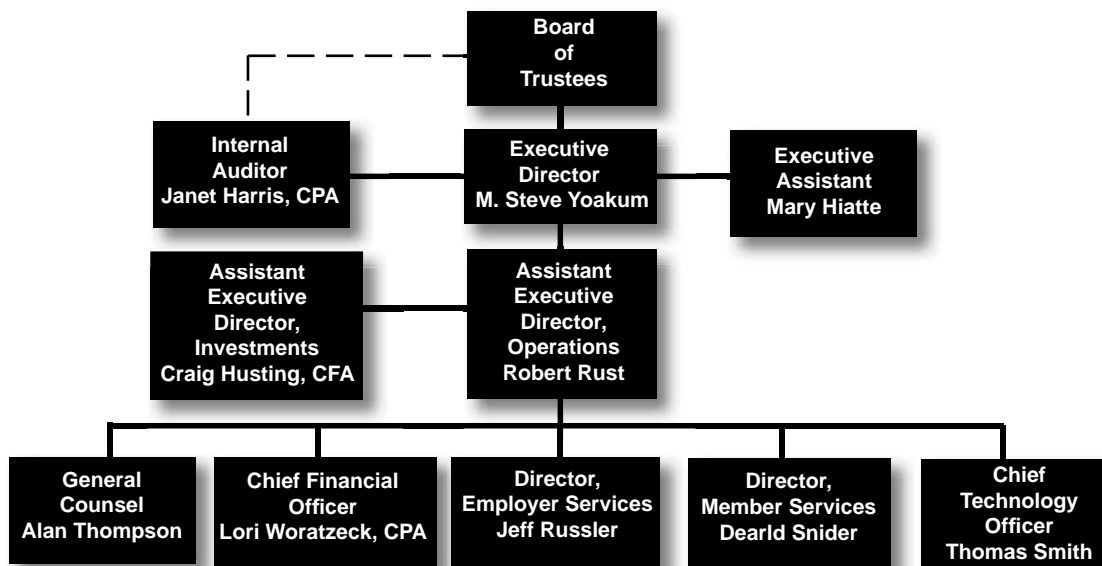 Board
of
Trustees
Internal
Auditor
Janet Harris, CPA
Executive
Director
M. Steve Yoakum
Executive
Assistant
Mary Hiatte
Assistant
Executive
Director,
Investments
Craig Husting, CFA
Assistant
Executive
Director,
Operations
Robert Rust
General
Counsel
Alan Thompson
Chief Financial
Officer
Lori Woratzeck, CPA
Director,
Employer Services
Jeff Russler
Director,
Member Services
Dearld Snider
Chief
Technology
Officer
Thomas Smith